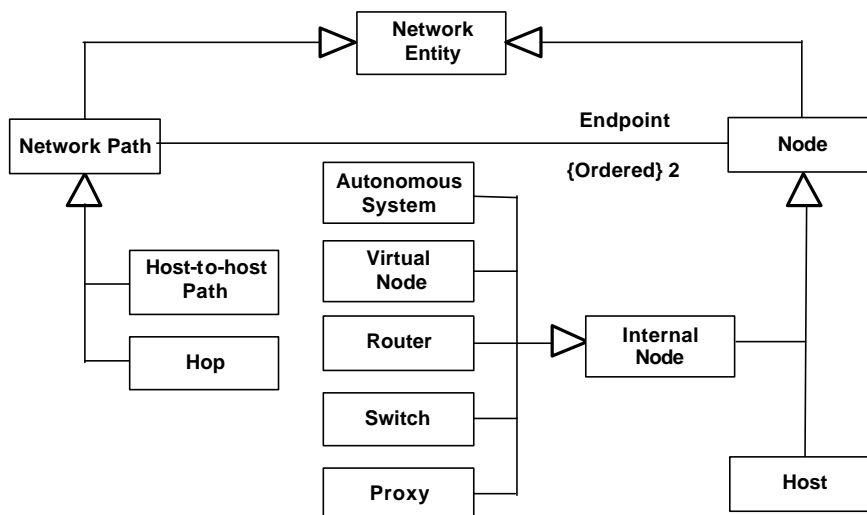 Network
Entity
Endpoint
Network Path
Node
{Ordered} 2
Autonomous
System
Host-to-host
Path
Virtual
Node
Router
Internal
Node
Hop
Switch
Host
Proxy